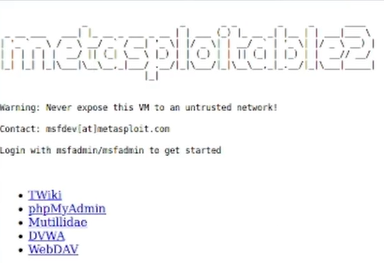 metasploitable2
Warning: Never expose this VM to an untrusted network!
Contact: msfdev[at]metasploit.com
Login with msfadmin/msfadmin to get started
TWiki
phpMyAdmin
Mutillidae
DVWA
WebDAV